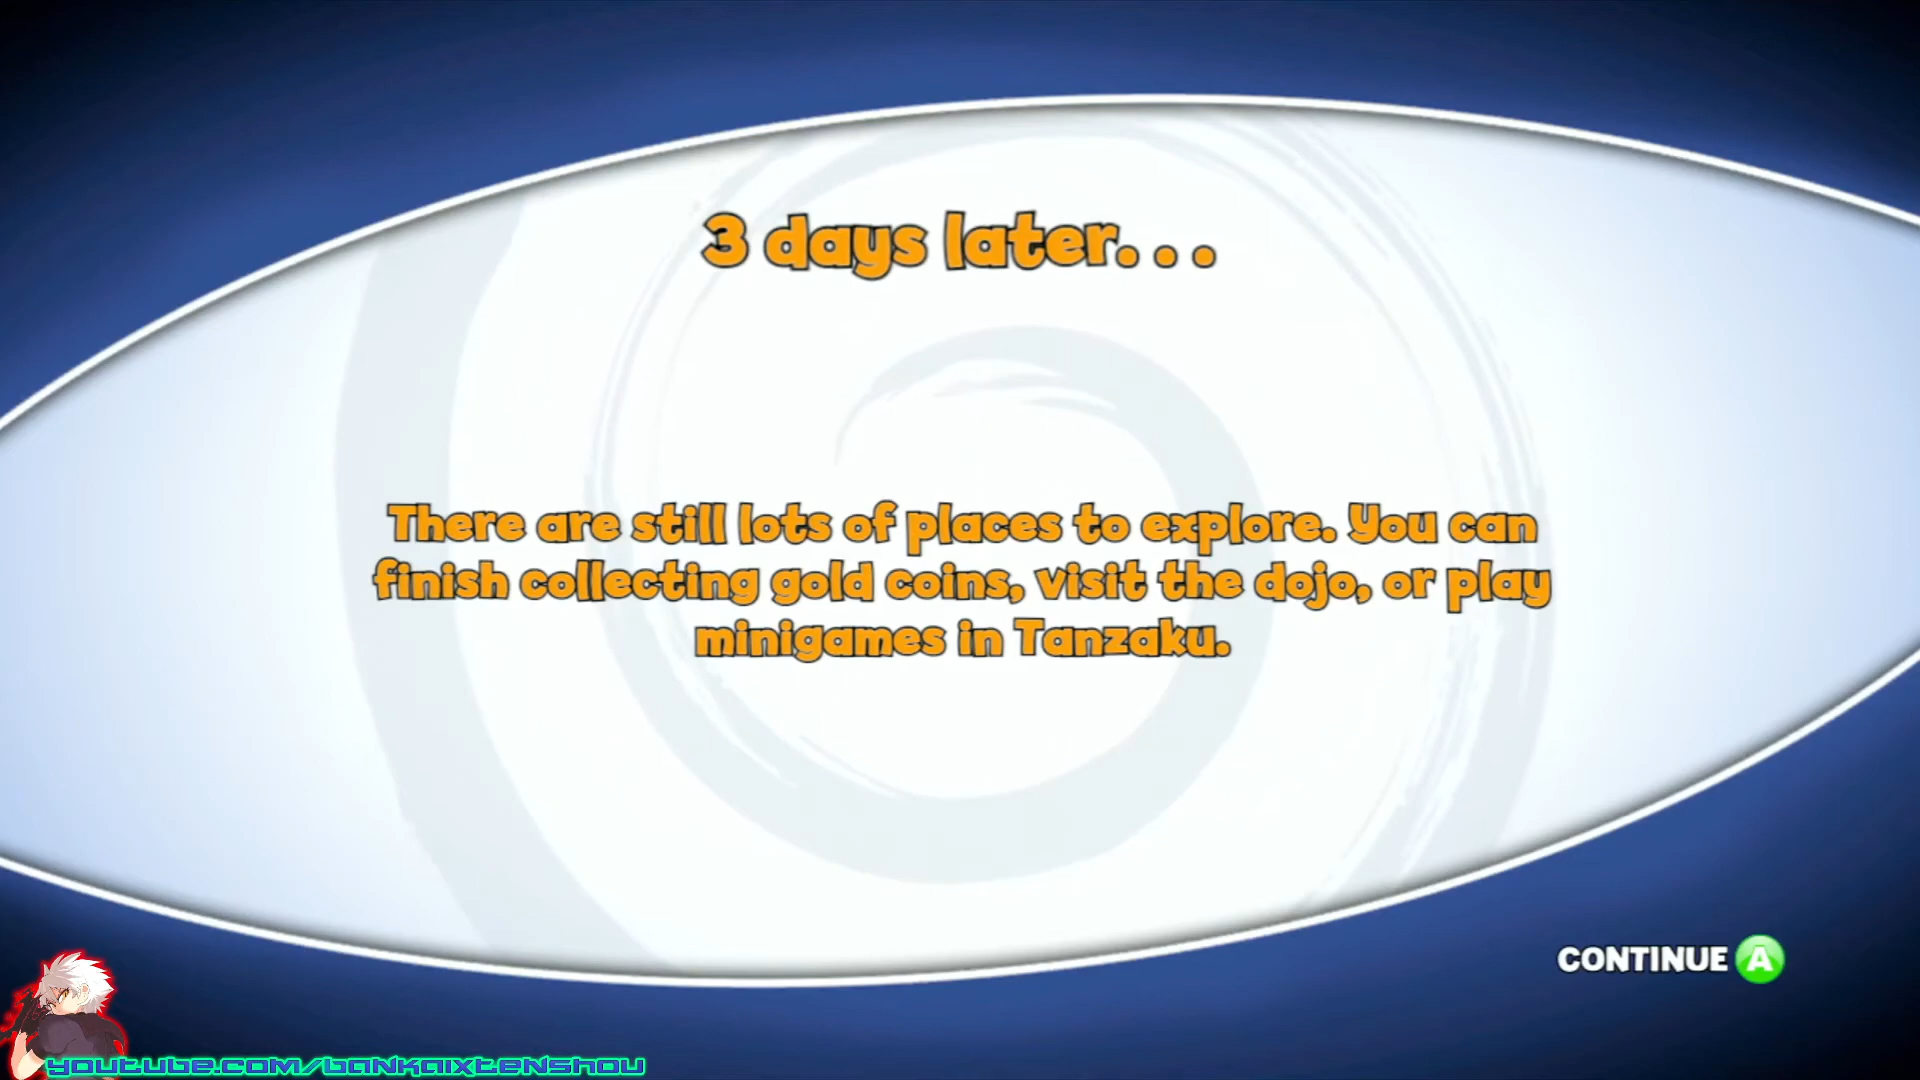 3 days later. . .
There are still lots of places to explore. You can
finish collecting gold coins, visit the dojo, or play
minigames in Tanzaku.
CONTINUE A
youtube.com/bankaixtenshou